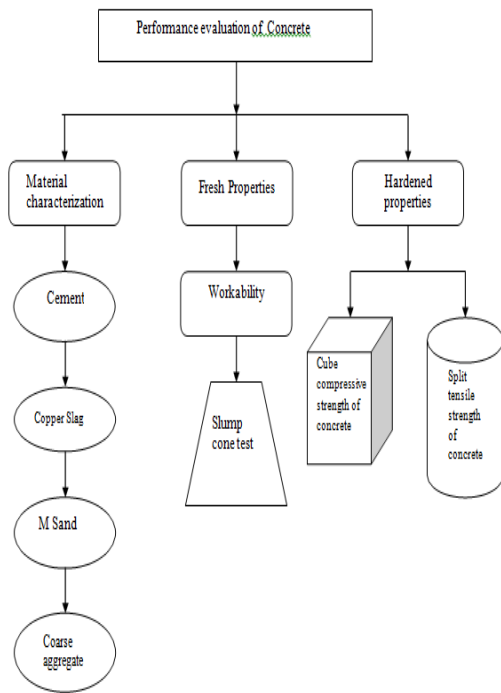 Performance evaluation of Concrete
Material
characterization
Fresh Properties
Hardened
properties
Cement
Workability
Copper Slag
Slump
cone test
Cube
compressive
strength of
concrete
Split
tensile
strength
of
concrete
M Sand
Coarse
aggregate